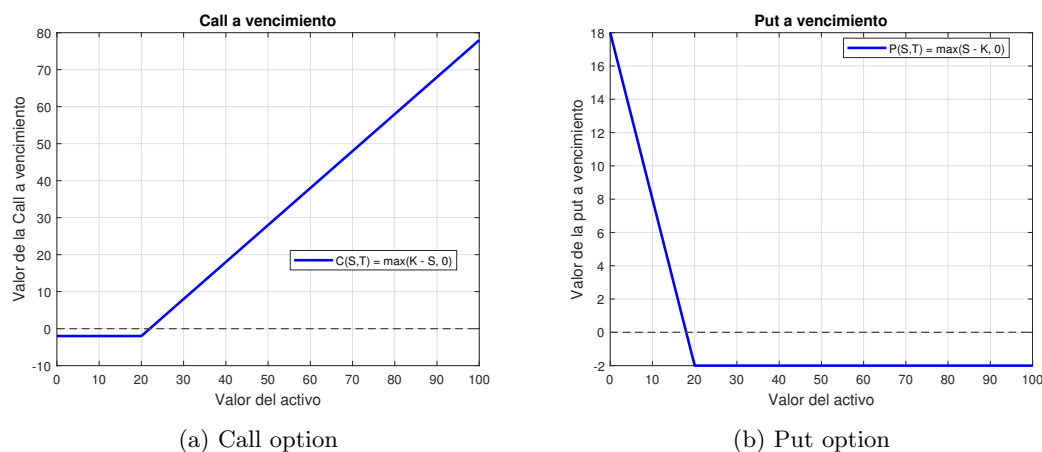 Call a vencimiento
80
70
60
50
40
30
20
10
0
-10
Valor de la Call a vencimiento
C(S,T) = max(K - S, 0)
0 10 20 30 40 50 60 70 80 90 100
Valor del activo
(a) Call option
Put a vencimiento
18
16
14
12
10
8
6
4
2
0
-2
Valor de la put a vencimiento
P(S,T) = max(S - K, 0)
0 10 20 30 40 50 60 70 80 90 100
Valor del activo
(b) Put option